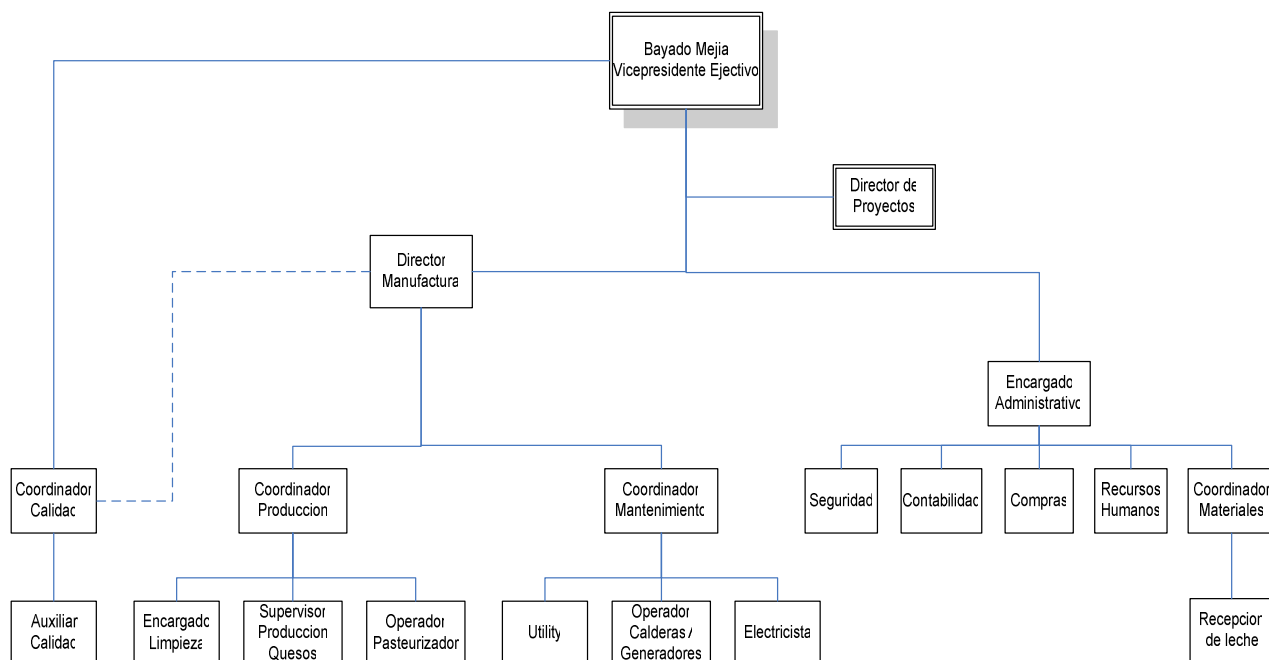 Bayado Mejia
Vicepresidente Ejectivo
Director de
Proyectos
Director
Manufactura
Encargado
Administrativo
Coordinador
Calidad
Coordinador
Produccion
Coordinador
Mantenimiento
Seguridad
Contabilidad
Compras
Recursos
Humanos
Coordinador
Materiales
Auxiliar
Calidad
Encargado
Limpieza
Supervisor
Produccion
Quesos
Operador
Pasteurizador
Utility
Operador
Calderas /
Generadores
Electricista
Recepcion
de leche